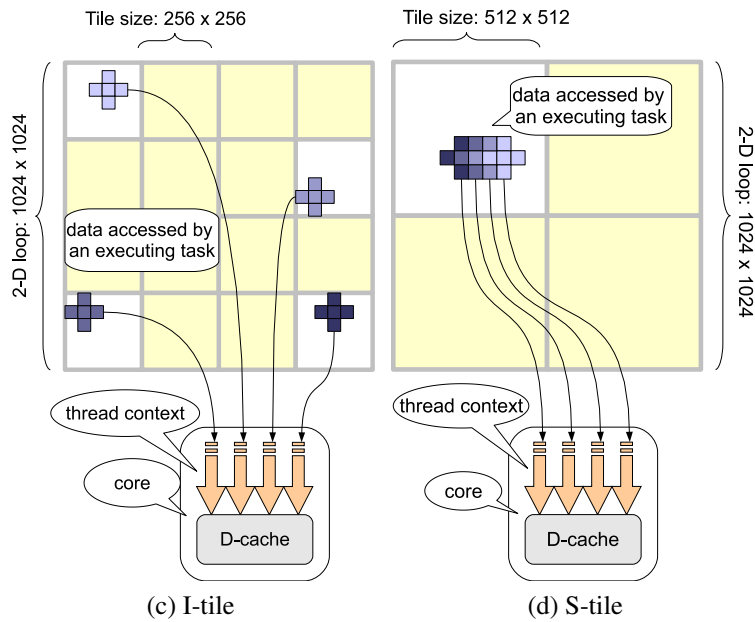 Tile size: 256 x 256
2-D loop: 1024 x 1024
data accessed by
an executing task
thread context
core
D-cache
(c) I-tile
Tile size: 512 x 512
data accessed by
an executing task
2-D loop: 1024 x 1024
thread context
core
D-cache
(d) S-tile